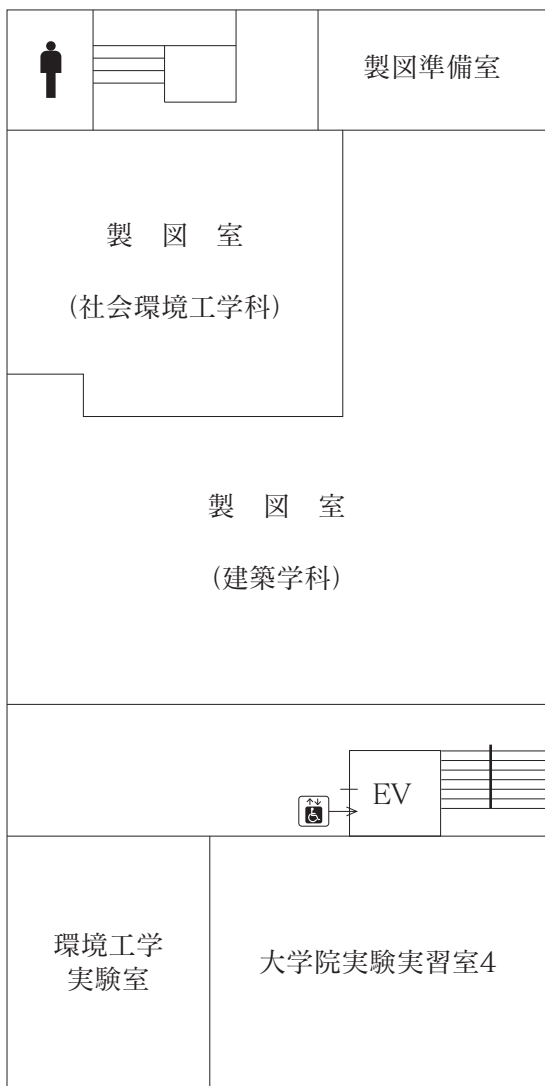 製図準備室
製　図　室
(社会環境工学科)
製　図　室
(建築学科)
EV
環境工学
実験室
大学院実験実習室4